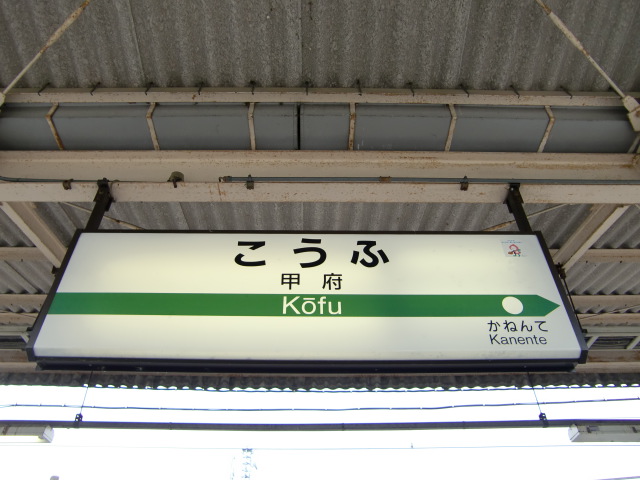 こうふ
甲府
Kōfu
かねんて
Kanente